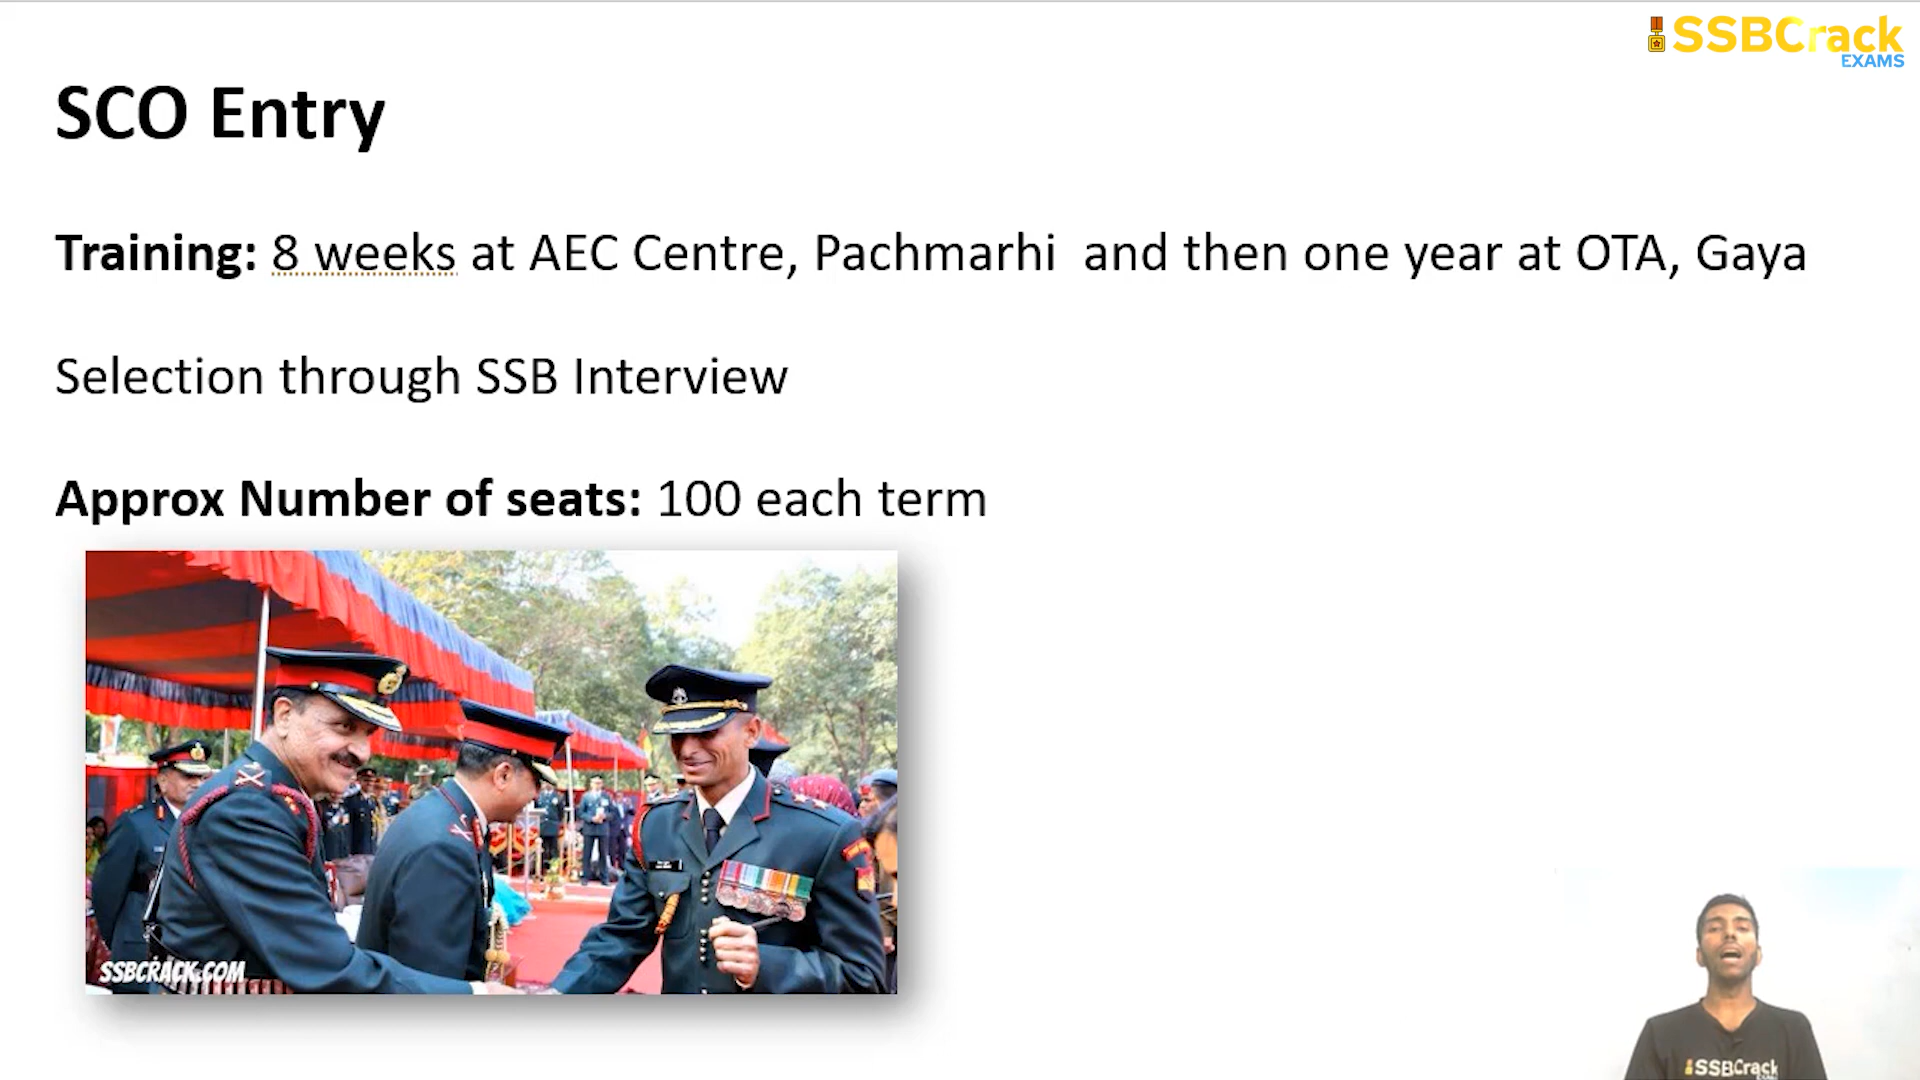 SSBCrack
EXAMS
SCO Entry
Training: 8 weeks at AEC Centre, Pachmarhi and then one year at OTA, Gaya
Selection through SSB Interview
Approx Number of seats: 100 each term
SSBCRACK.COM
SSBCrack